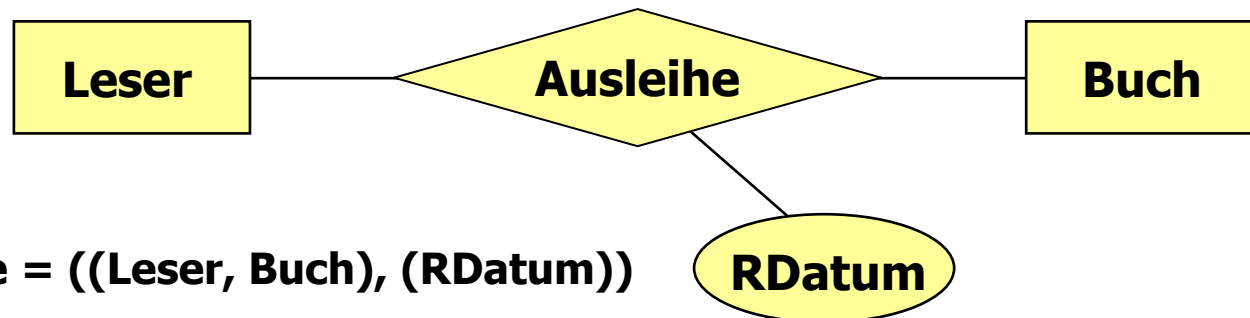 Leser
Ausleihe
Buch
= ((Leser, Buch), (RDatum))
RDatum